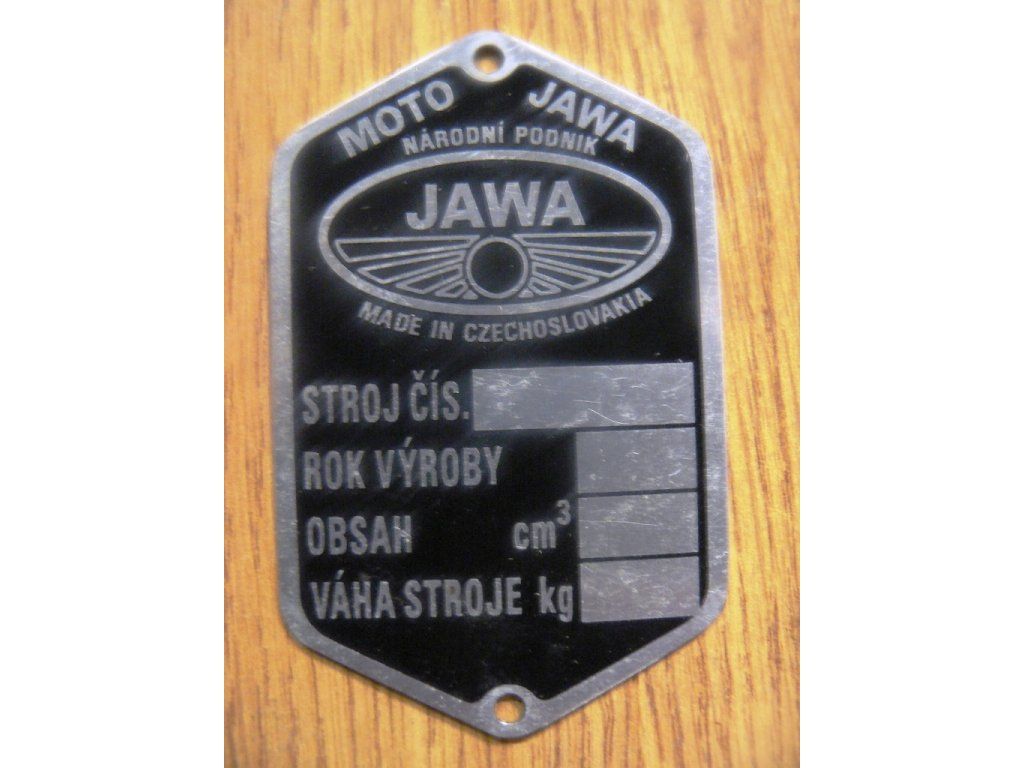 MOTO JAWA
NÁRODNÍ PODNIK
JAWA
MADE IN CZECHOSLOVAKIA
STROJ ČÍS.
ROK VÝROBY
OBSAH cm³
VÁHA STROJE kg